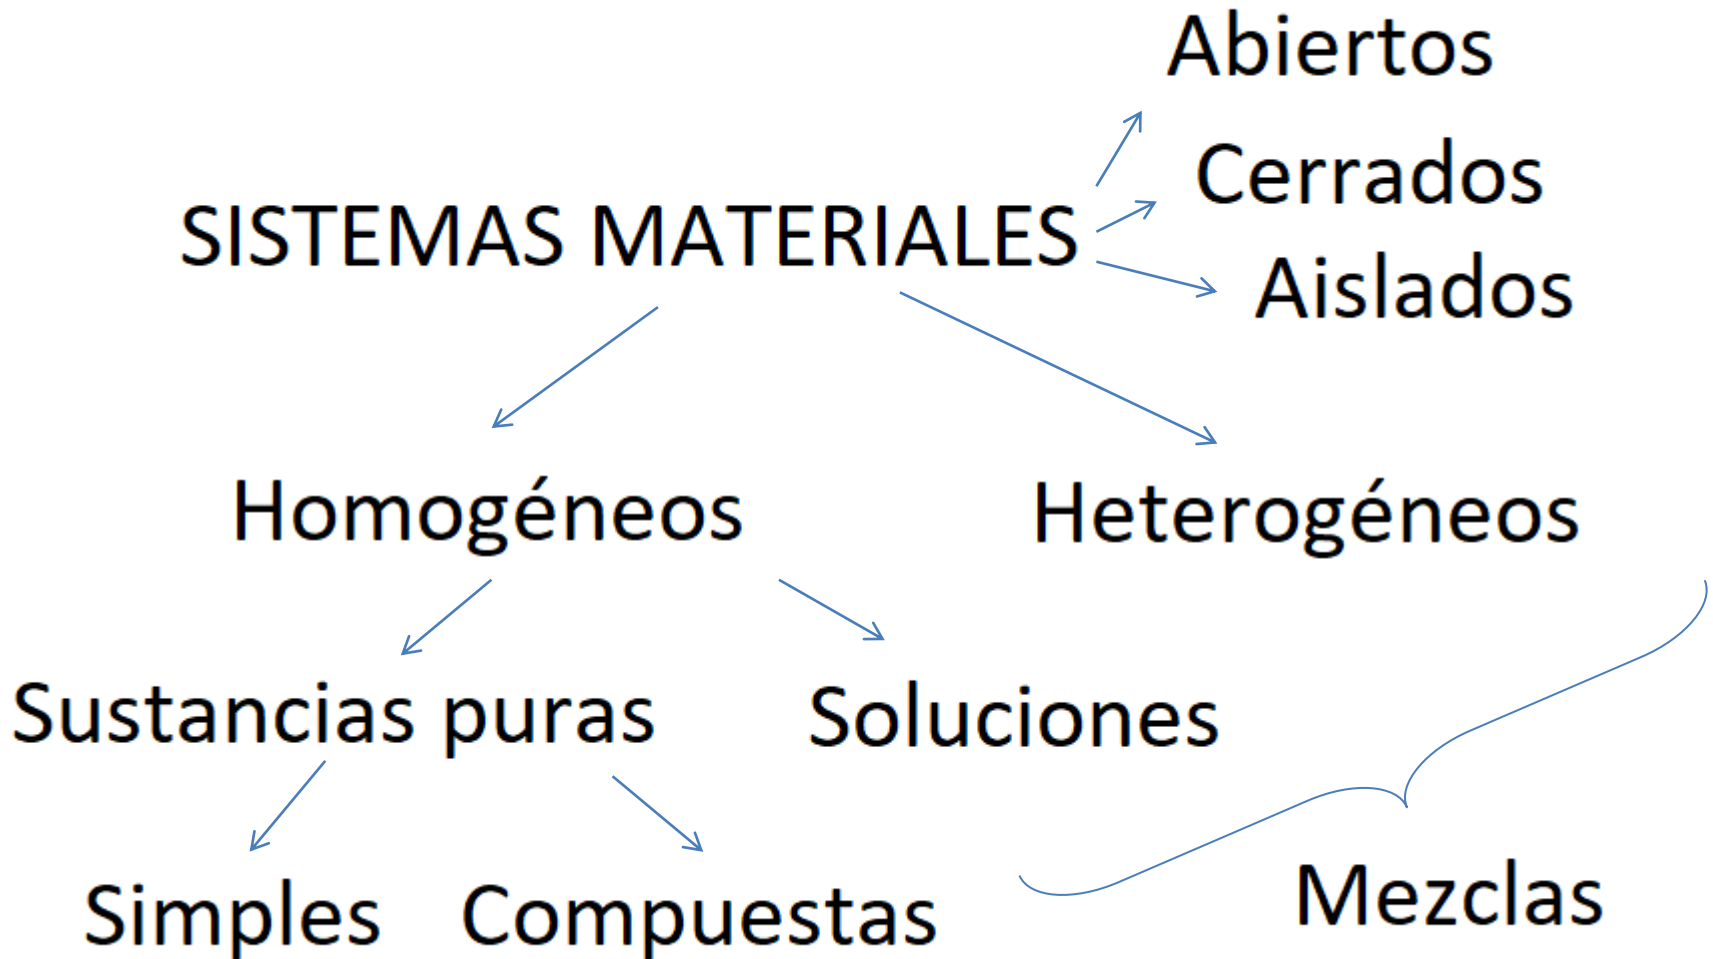 Abiertos
Cerrados
SISTEMAS MATERIALES
Aislados
Homogéneos
Heterogéneos
Sustancias puras
Soluciones
Simples
Compuestas
Mezclas